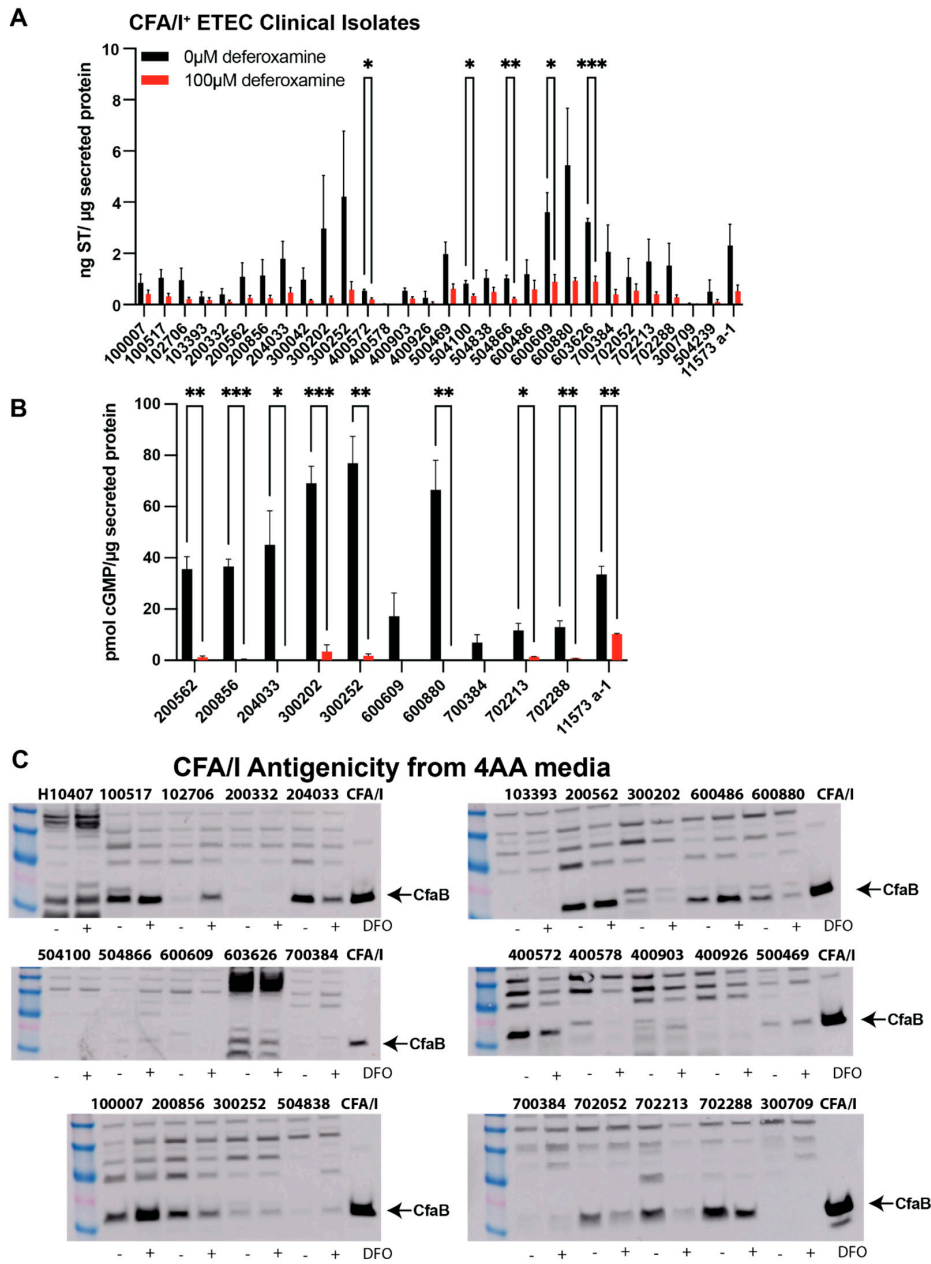 A
CFA/I⁺ ETEC Clinical Isolates
0µM deferoxamine
100µM deferoxamine
* * ** * ***
10
8
6
4
2
0
ng ST/ µg secreted protein
100007 100517 102706 103393 200332 200562 200856 204033 300042 300202 300252 400572 400578 400903 400926 500469 504100 504838 504866 600486 600609 600880 603626 700384 702052 702213 702288 300709 504239 11573 a-1
B
** *** * *** ** ** * ** **
100
80
60
40
20
0
pmol cGMP/µg secreted protein
200562 200856 204033 300202 300252 600609 600880 700384 702213 702288 11573 a-1
C
CFA/I Antigenicity from 4AA media
H10407 100517 102706 200332 204033 CFA/I
CfaB
- + - + - + - + - + DFO
103393 200562 300202 600486 600880 CFA/I
CfaB
- + - + - + - + - + DFO
504100 504866 600609 603626 700384 CFA/I
CfaB
- + - + - + - + - + DFO
400572 400578 400903 400926 500469 CFA/I
CfaB
- + - + - + - + - + DFO
100007 200856 300252 504838 CFA/I
CfaB
- + - + - + - + DFO
700384 702052 702213 702288 300709 CFA/I
CfaB
- + - + - + - + - + DFO